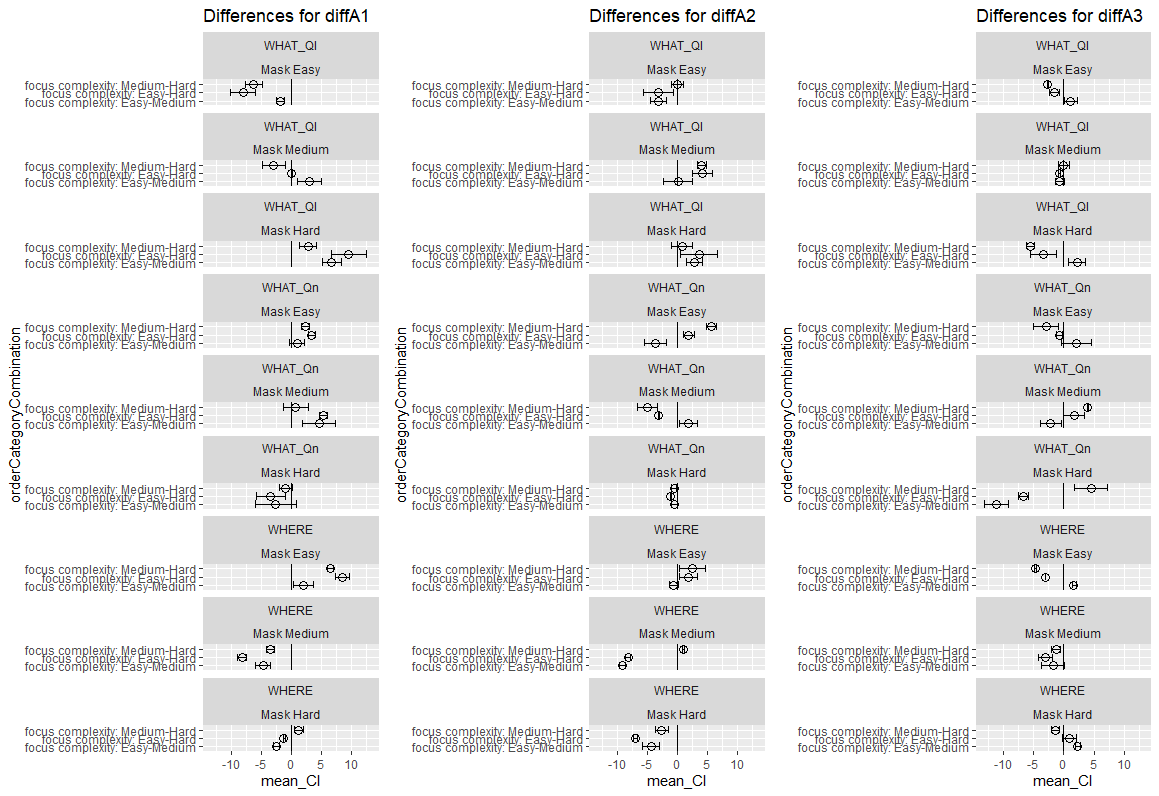 Differences for diffA1
WHAT_QI
Mask Easy
focus complexity: Medium-Hard
focus complexity: Easy-Hard
focus complexity: Easy-Medium
WHAT_QI
Mask Medium
focus complexity: Medium-Hard
focus complexity: Easy-Hard
focus complexity: Easy-Medium
WHAT_QI
Mask Hard
focus complexity: Medium-Hard
focus complexity: Easy-Hard
focus complexity: Easy-Medium
WHAT_Qn
Mask Easy
focus complexity: Medium-Hard
focus complexity: Easy-Hard
focus complexity: Easy-Medium
WHAT_Qn
Mask Medium
focus complexity: Medium-Hard
focus complexity: Easy-Hard
focus complexity: Easy-Medium
WHAT_Qn
Mask Hard
focus complexity: Medium-Hard
focus complexity: Easy-Hard
focus complexity: Easy-Medium
WHERE
Mask Easy
focus complexity: Medium-Hard
focus complexity: Easy-Hard
focus complexity: Easy-Medium
WHERE
Mask Medium
focus complexity: Medium-Hard
focus complexity: Easy-Hard
focus complexity: Easy-Medium
WHERE
Mask Hard
focus complexity: Medium-Hard
focus complexity: Easy-Hard
focus complexity: Easy-Medium
orderCategoryCombination
-10 -5 0 5 10
mean_CI
Differences for diffA2
WHAT_QI
Mask Easy
focus complexity: Medium-Hard
focus complexity: Easy-Hard
focus complexity: Easy-Medium
WHAT_QI
Mask Medium
focus complexity: Medium-Hard
focus complexity: Easy-Hard
focus complexity: Easy-Medium
WHAT_QI
Mask Hard
focus complexity: Medium-Hard
focus complexity: Easy-Hard
focus complexity: Easy-Medium
WHAT_Qn
Mask Easy
focus complexity: Medium-Hard
focus complexity: Easy-Hard
focus complexity: Easy-Medium
WHAT_Qn
Mask Medium
focus complexity: Medium-Hard
focus complexity: Easy-Hard
focus complexity: Easy-Medium
WHAT_Qn
Mask Hard
focus complexity: Medium-Hard
focus complexity: Easy-Hard
focus complexity: Easy-Medium
WHERE
Mask Easy
focus complexity: Medium-Hard
focus complexity: Easy-Hard
focus complexity: Easy-Medium
WHERE
Mask Medium
focus complexity: Medium-Hard
focus complexity: Easy-Hard
focus complexity: Easy-Medium
WHERE
Mask Hard
focus complexity: Medium-Hard
focus complexity: Easy-Hard
focus complexity: Easy-Medium
orderCategoryCombination
-10 -5 0 5 10
mean_CI
Differences for diffA3
WHAT_QI
Mask Easy
focus complexity: Medium-Hard
focus complexity: Easy-Hard
focus complexity: Easy-Medium
WHAT_QI
Mask Medium
focus complexity: Medium-Hard
focus complexity: Easy-Hard
focus complexity: Easy-Medium
WHAT_QI
Mask Hard
focus complexity: Medium-Hard
focus complexity: Easy-Hard
focus complexity: Easy-Medium
WHAT_Qn
Mask Easy
focus complexity: Medium-Hard
focus complexity: Easy-Hard
focus complexity: Easy-Medium
WHAT_Qn
Mask Medium
focus complexity: Medium-Hard
focus complexity: Easy-Hard
focus complexity: Easy-Medium
WHAT_Qn
Mask Hard
focus complexity: Medium-Hard
focus complexity: Easy-Hard
focus complexity: Easy-Medium
WHERE
Mask Easy
focus complexity: Medium-Hard
focus complexity: Easy-Hard
focus complexity: Easy-Medium
WHERE
Mask Medium
focus complexity: Medium-Hard
focus complexity: Easy-Hard
focus complexity: Easy-Medium
WHERE
Mask Hard
focus complexity: Medium-Hard
focus complexity: Easy-Hard
focus complexity: Easy-Medium
orderCategoryCombination
-10 -5 0 5 10
mean_CI